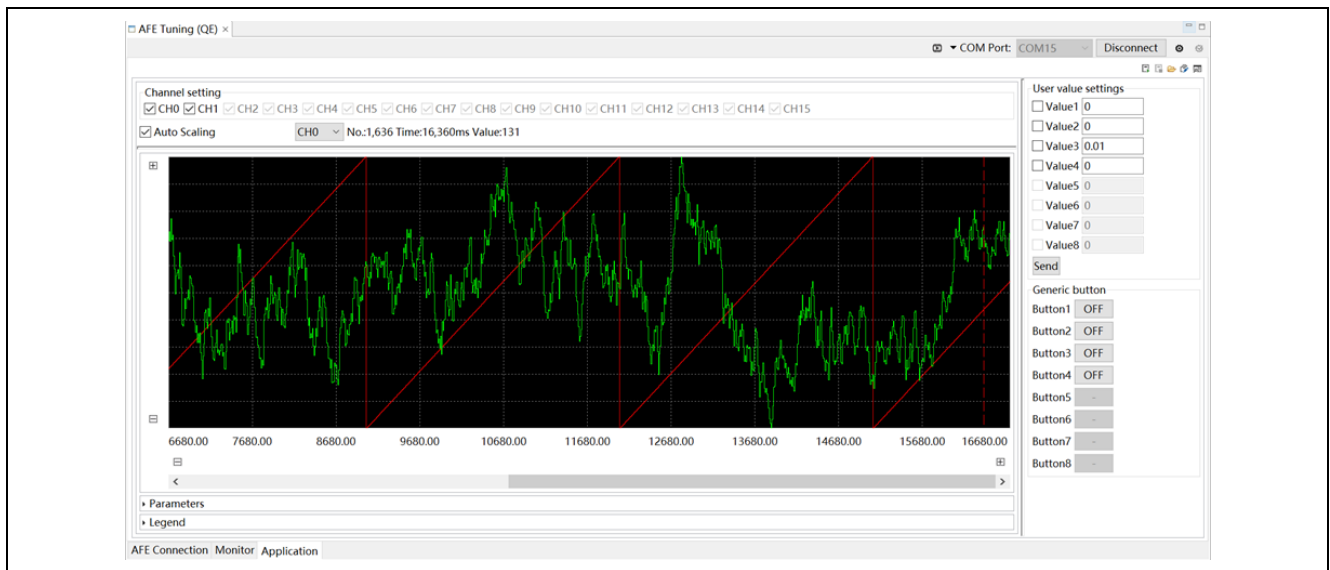 AFE Tuning (QE) ×
COM Port: COM15 Disconnect
Channel setting
CH0 CH1 CH2 CH3 CH4 CH5 CH6 CH7 CH8 CH9 CH10 CH11 CH12 CH13 CH14 CH15
Auto Scaling CH0 No.:1,636 Time:16,360ms Value:131
6680.00 7680.00 8680.00 9680.00 10680.00 11680.00 12680.00 13680.00 14680.00 15680.00 16680.00
Parameters
Legend
User value settings
Value1 0
Value2 0
Value3 0.01
Value4 0
Value5 0
Value6 0
Value7 0
Value8 0
Send
Generic button
Button1 OFF
Button2 OFF
Button3 OFF
Button4 OFF
Button5 -
Button6 -
Button7 -
Button8 -
AFE Connection Monitor Application